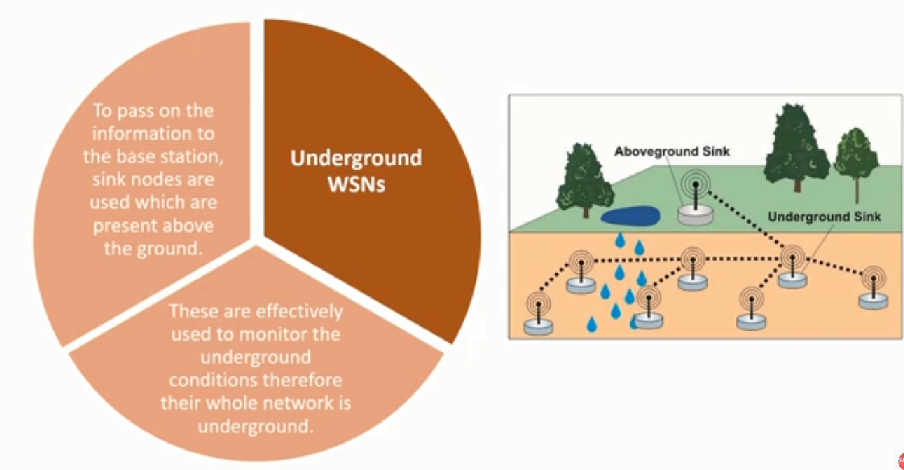 To pass on the
information to
the base station,
sink nodes are
used which are
present above
the ground.
Underground
WSNs
These are effectively
used to monitor the
underground
conditions therefore
their whole network is
underground.
Aboveground Sink
Underground Sink